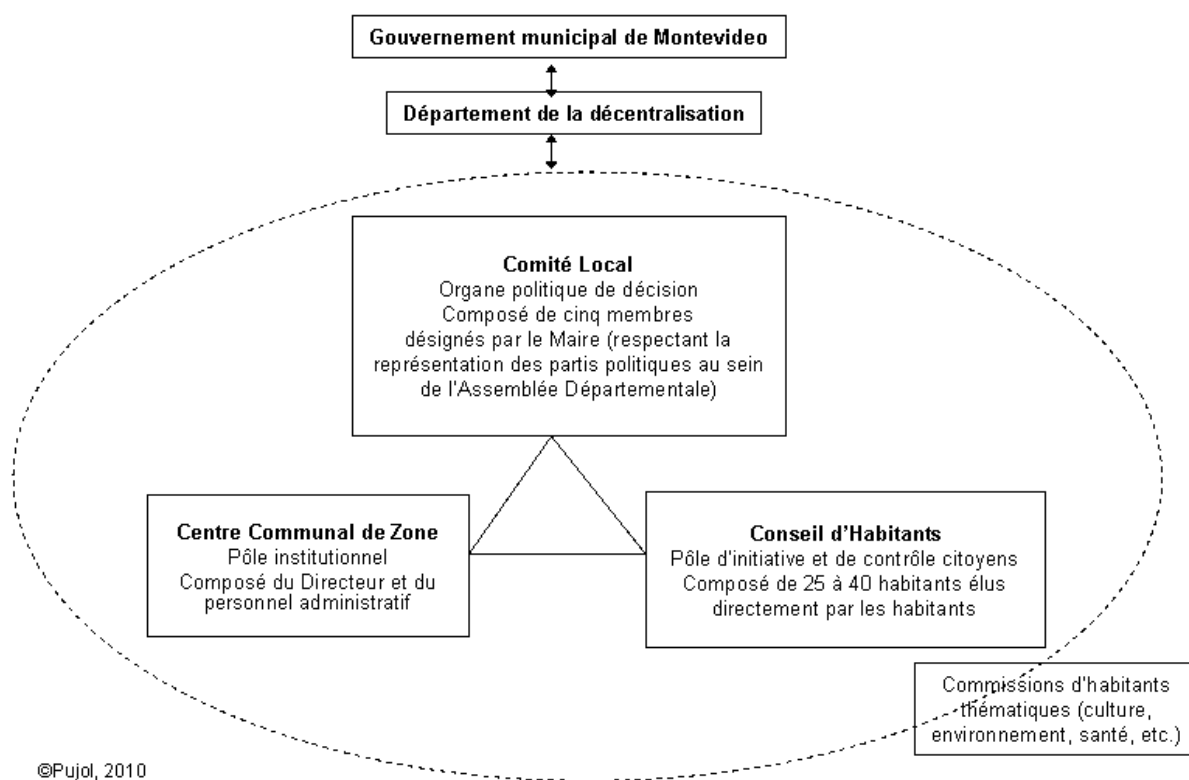 Gouvernement municipal de Montevideo
Département de la décentralisation
Comité Local
Organe politique de décision
Composé de cinq membres
désignés par le Maire (respectant la
représentation des partis politiques au sein
de l'Assemblée Départementale)
Centre Communal de Zone
Pôle institutionnel
Composé du Directeur et du
personnel administratif
Conseil d'Habitants
Pôle d'initiative et de contrôle citoyens
Composé de 25 à 40 habitants élus
directement par les habitants
Commissions d'habitants
thématiques (culture,
environnement, santé, etc.)
©Pujol, 2010